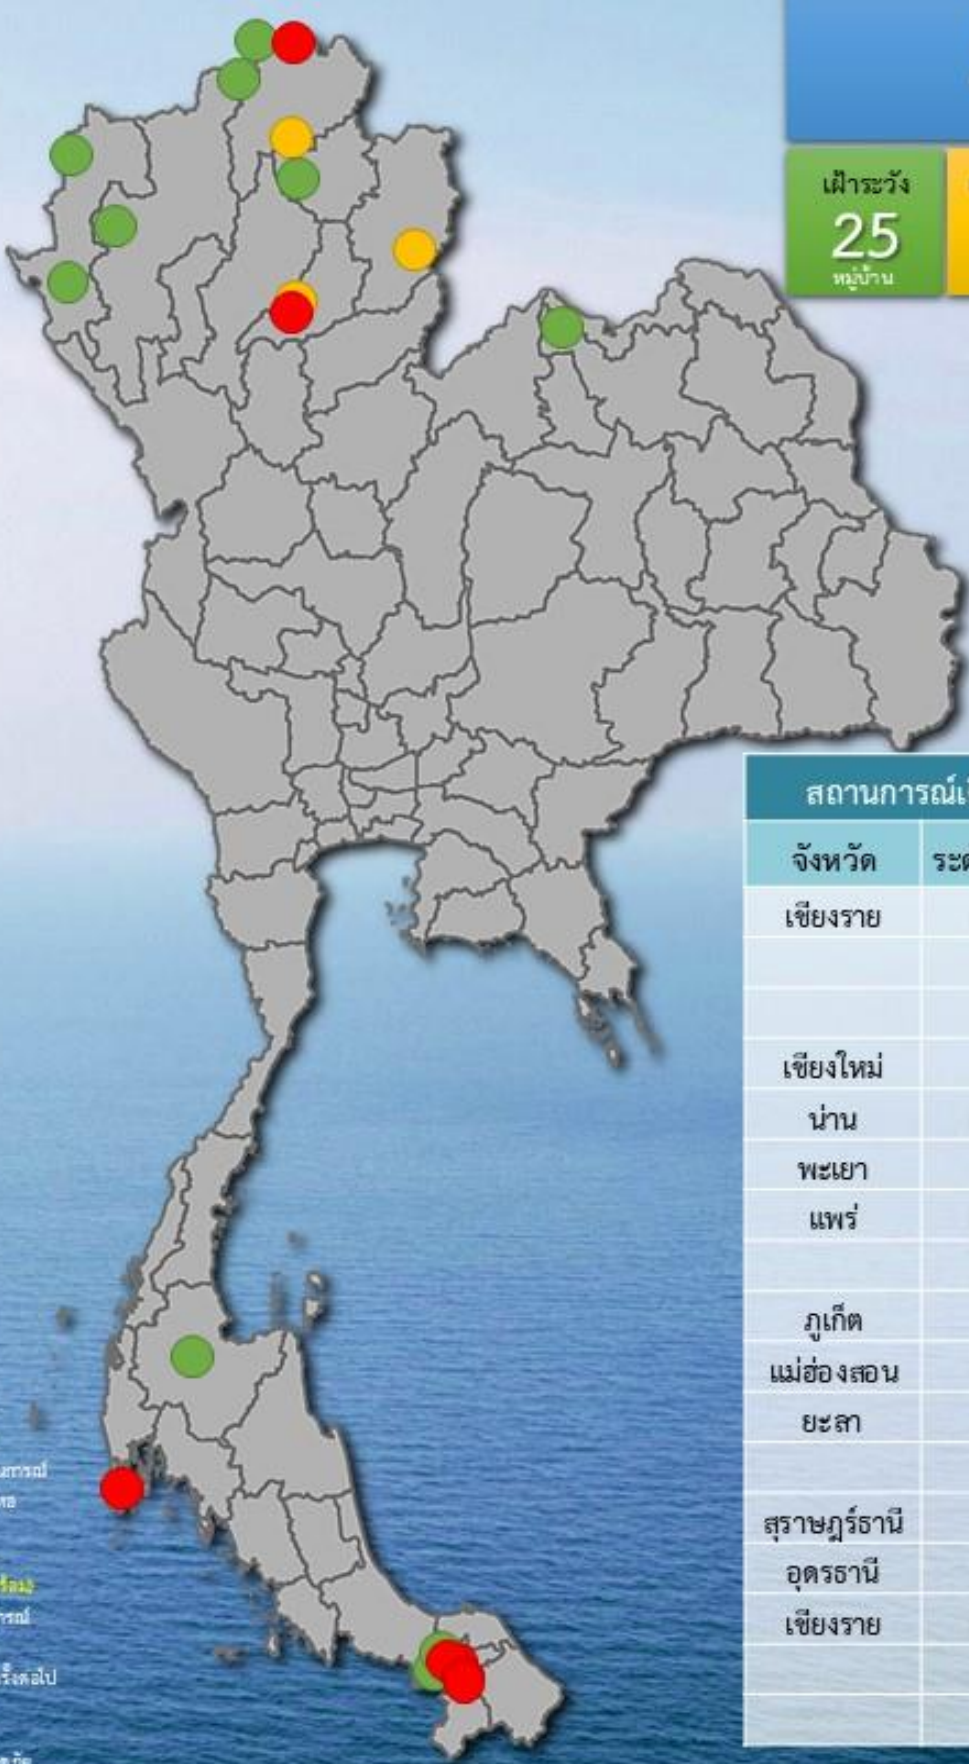 เฝ้าระวัง
25
หมู่บ้าน
สถานการณ์เ
จังหวัด
ระด
เชียงราย
เชียงใหม่
น่าน
พะเยา
แพร่
ภูเก็ต
แม่ฮ่องสอน
ยะลา
สุราษฎร์ธานี
อุดรธานี
เชียงราย